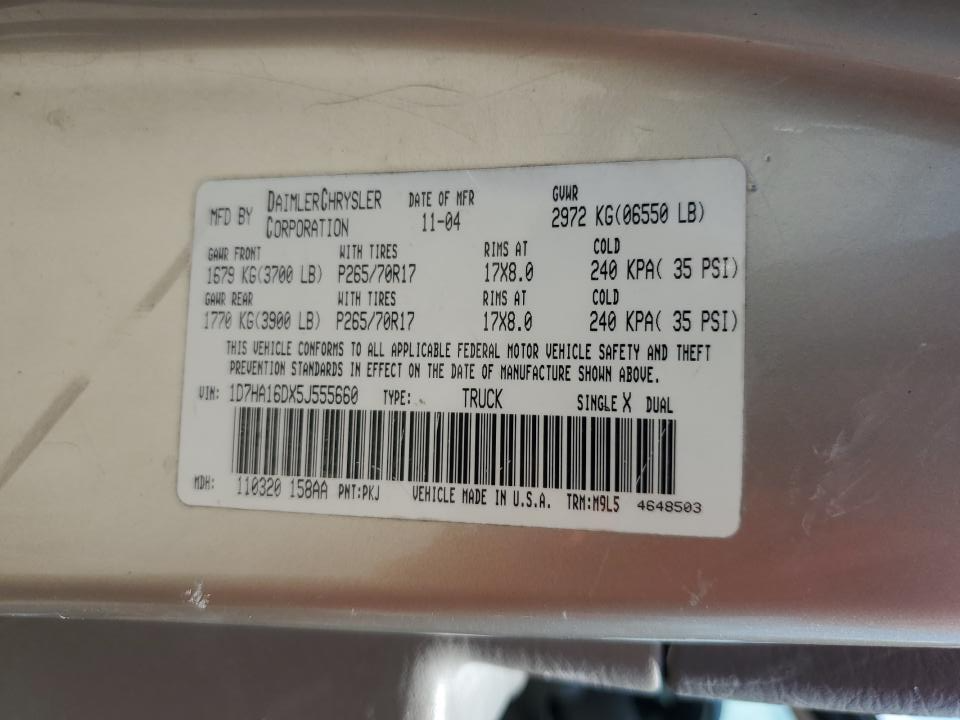 MFD BY DAIMLERCHRYSLER CORPORATION DATE OF MFR 11-04 GVWR 2972 KG(06550 LB)
GAWR FRONT WITH TIRES RIMS AT COLD
1679 KG(3700 LB) P265/70R17 17X8.0 240 KPA( 35 PSI)
GAWR REAR WITH TIRES RIMS AT COLD
1770 KG(3900 LB) P265/70R17 17X8.0 240 KPA( 35 PSI)
THIS VEHICLE CONFORMS TO ALL APPLICABLE FEDERAL MOTOR VEHICLE SAFETY AND THEFT
PREVENTION STANDARDS IN EFFECT ON THE DATE OF MANUFACTURE SHOWN ABOVE.
VIN: 1D7HA16DX5J555660 TYPE: TRUCK SINGLE X DUAL
MDH: 110320 158AA PNT:PKJ VEHICLE MADE IN U.S.A. TRM:M9L5 4648503